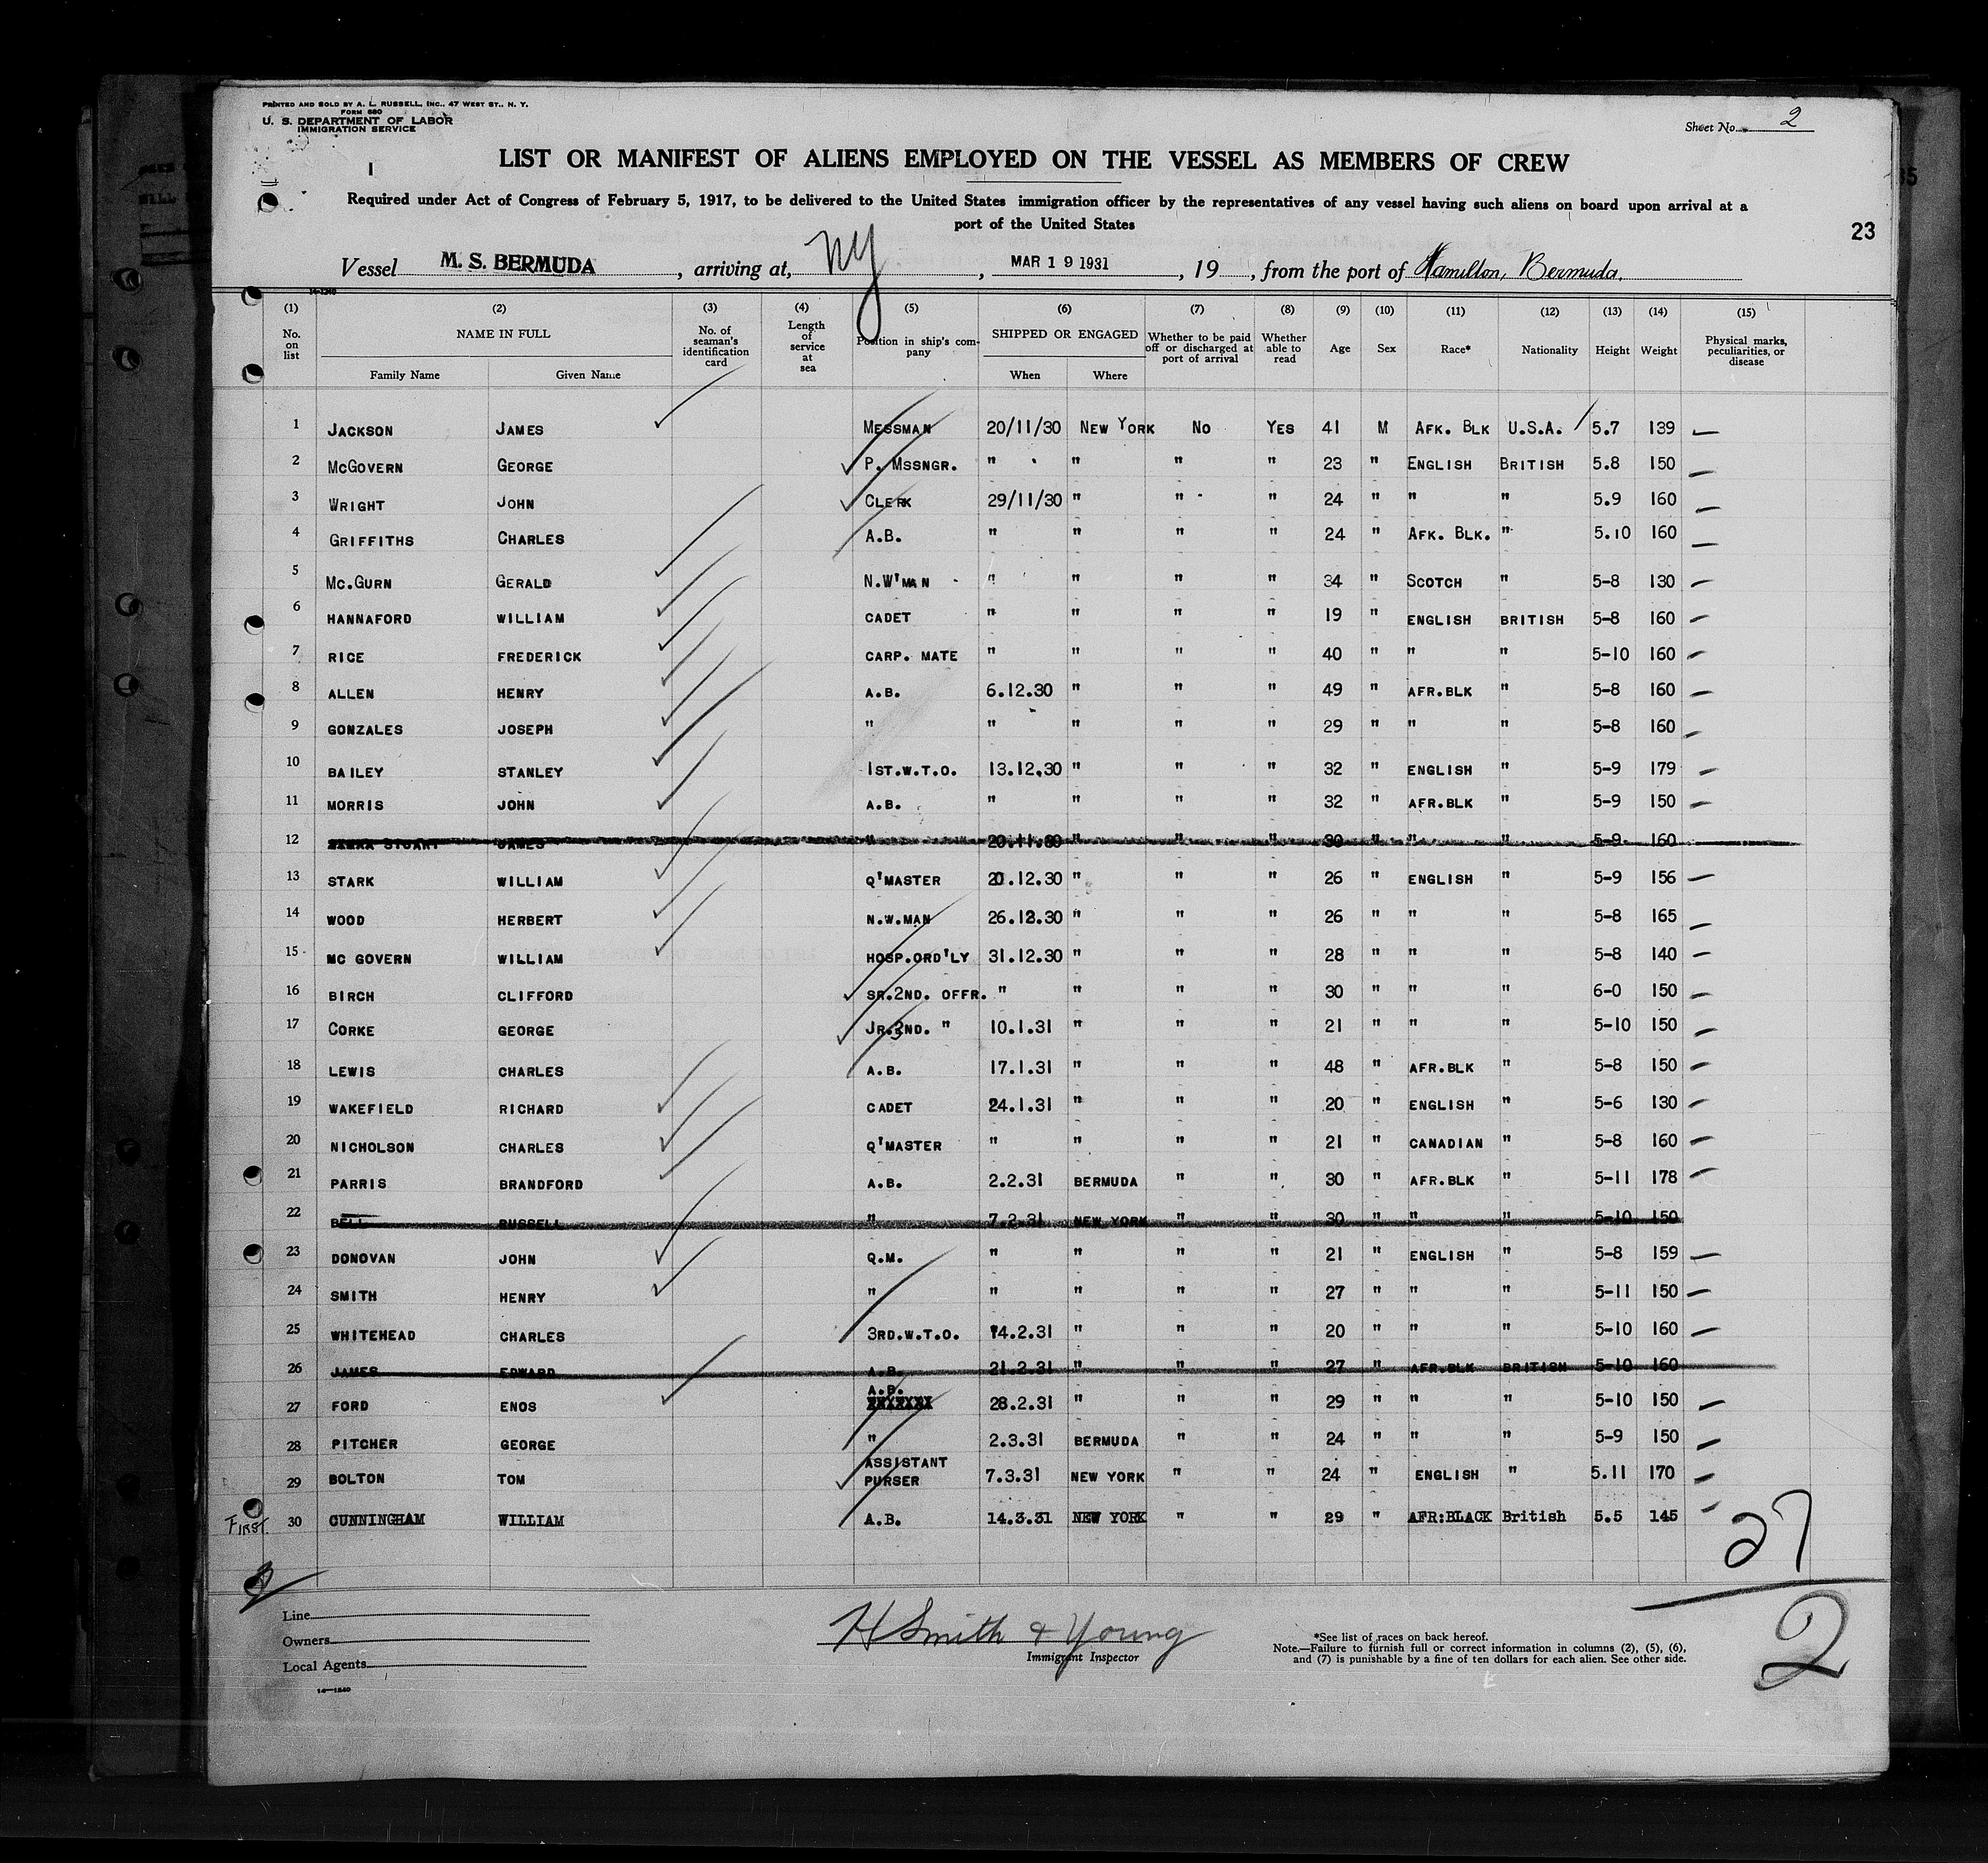 PRINTED AND SOLD BY A. L. RUSSELL, INC., 47 WEST ST., N. Y.
FORM 680
U. S. DEPARTMENT OF LABOR
IMMIGRATION SERVICE
Sheet No. 2
LIST OR MANIFEST OF ALIENS EMPLOYED ON THE VESSEL AS MEMBERS OF CREW
Required under Act of Congress of February 5, 1917, to be delivered to the United States immigration officer by the representatives of any vessel having such aliens on board upon arrival at a
port of the United States
23
Vessel M. S. BERMUDA, arriving at, NY, MAR 19 1931, 19, from the port of Hamilton, Bermuda.
14-1240
(1) (2) (3) (4) (5) (6) (7) (8) (9) (10) (11) (12) (13) (14) (15)
No. on list NAME IN FULL Family Name Given Name No. of seaman's identification card Length of service at sea Position in ship's company SHIPPED OR ENGAGED When Where Whether to be paid off or discharged at port of arrival Whether able to read Age Sex Race* Nationality Height Weight Physical marks, peculiarities, or disease
1 JACKSON JAMES MESSMAN 20/11/30 NEW YORK NO YES 41 M AFK. BLK U.S.A. 5.7 139
2 McGOVERN GEORGE P. MSSNGR. " " " " 23 " ENGLISH BRITISH 5.8 150
3 WRIGHT JOHN CLERK 29/11/30 " " " 24 " " " 5.9 160
4 GRIFFITHS CHARLES A.B. " " " " 24 " AFK. BLK. " 5.10 160
5 MC.GURN GERALD N.W'MAN " " " " 34 " SCOTCH " 5-8 130
6 HANNAFORD WILLIAM CADET " " " " 19 " ENGLISH BRITISH 5-8 160
7 RICE FREDERICK CARP. MATE " " " " 40 " " " 5-10 160
8 ALLEN HENRY A.B. 6.12.30 " " " 49 " AFR.BLK " 5-8 160
9 GONZALES JOSEPH " " " " " 29 " " " 5-8 160
10 BAILEY STANLEY 1ST.W.T.O. 13.12.30 " " " 32 " ENGLISH " 5-9 179
11 MORRIS JOHN A.B. " " " " 32 " AFR.BLK " 5-9 150
12 STUART JAMES " 20.11.30 " " " 30 " " " 5-9 160
13 STARK WILLIAM Q'MASTER 20.12.30 " " " 26 " ENGLISH " 5-9 156
14 WOOD HERBERT N.W.MAN 26.12.30 " " " 26 " " " 5-8 165
15 MC GOVERN WILLIAM HOSP.ORD'LY 31.12.30 " " " 28 " " " 5-8 140
16 BIRCH CLIFFORD SR.2ND. OFFR. " " " " 30 " " " 6-0 150
17 CORKE GEORGE JR.2ND. " 10.1.31 " " " 21 " " " 5-10 150
18 LEWIS CHARLES A.B. 17.1.31 " " " 48 " AFR.BLK " 5-8 150
19 WAKEFIELD RICHARD CADET 24.1.31 " " " 20 " ENGLISH " 5-6 130
20 NICHOLSON CHARLES Q'MASTER " " " " 21 " CANADIAN " 5-8 160
21 PARRIS BRANDFORD A.B. 2.2.31 BERMUDA " " 30 " AFR.BLK " 5-11 178
22 BELL RUSSELL " 7.2.31 NEW YORK " " 30 " " " 5-10 150
23 DONOVAN JOHN Q.M. " " " " 21 " ENGLISH " 5-8 159
24 SMITH HENRY " " " " " 27 " " " 5-11 150
25 WHITEHEAD CHARLES 3RD.W.T.O. 14.2.31 " " " 20 " " " 5-10 160
26 JAMES EDWARD A.B. 21.2.31 " " " 27 " AFR.BLK BRITISH 5-10 160
27 FORD ENOS A.B. 28.2.31 " " " 29 " " " 5-10 150
28 PITCHER GEORGE " 2.3.31 BERMUDA " " 24 " " " 5-9 150
29 BOLTON TOM ASSISTANT PURSER 7.3.31 NEW YORK " " 24 " ENGLISH " 5.11 170
FIRST. 30 CUNNINGHAM WILLIAM A.B. 14.3.31 NEW YORK " " 29 " AFR:BLACK British 5.5 145
27
2
Line
Owners
Local Agents
14-1240
H Smith & Young
Immigrant Inspector
*See list of races on back hereof.
Note.—Failure to furnish full or correct information in columns (2), (5), (6),
and (7) is punishable by a fine of ten dollars for each alien. See other side.